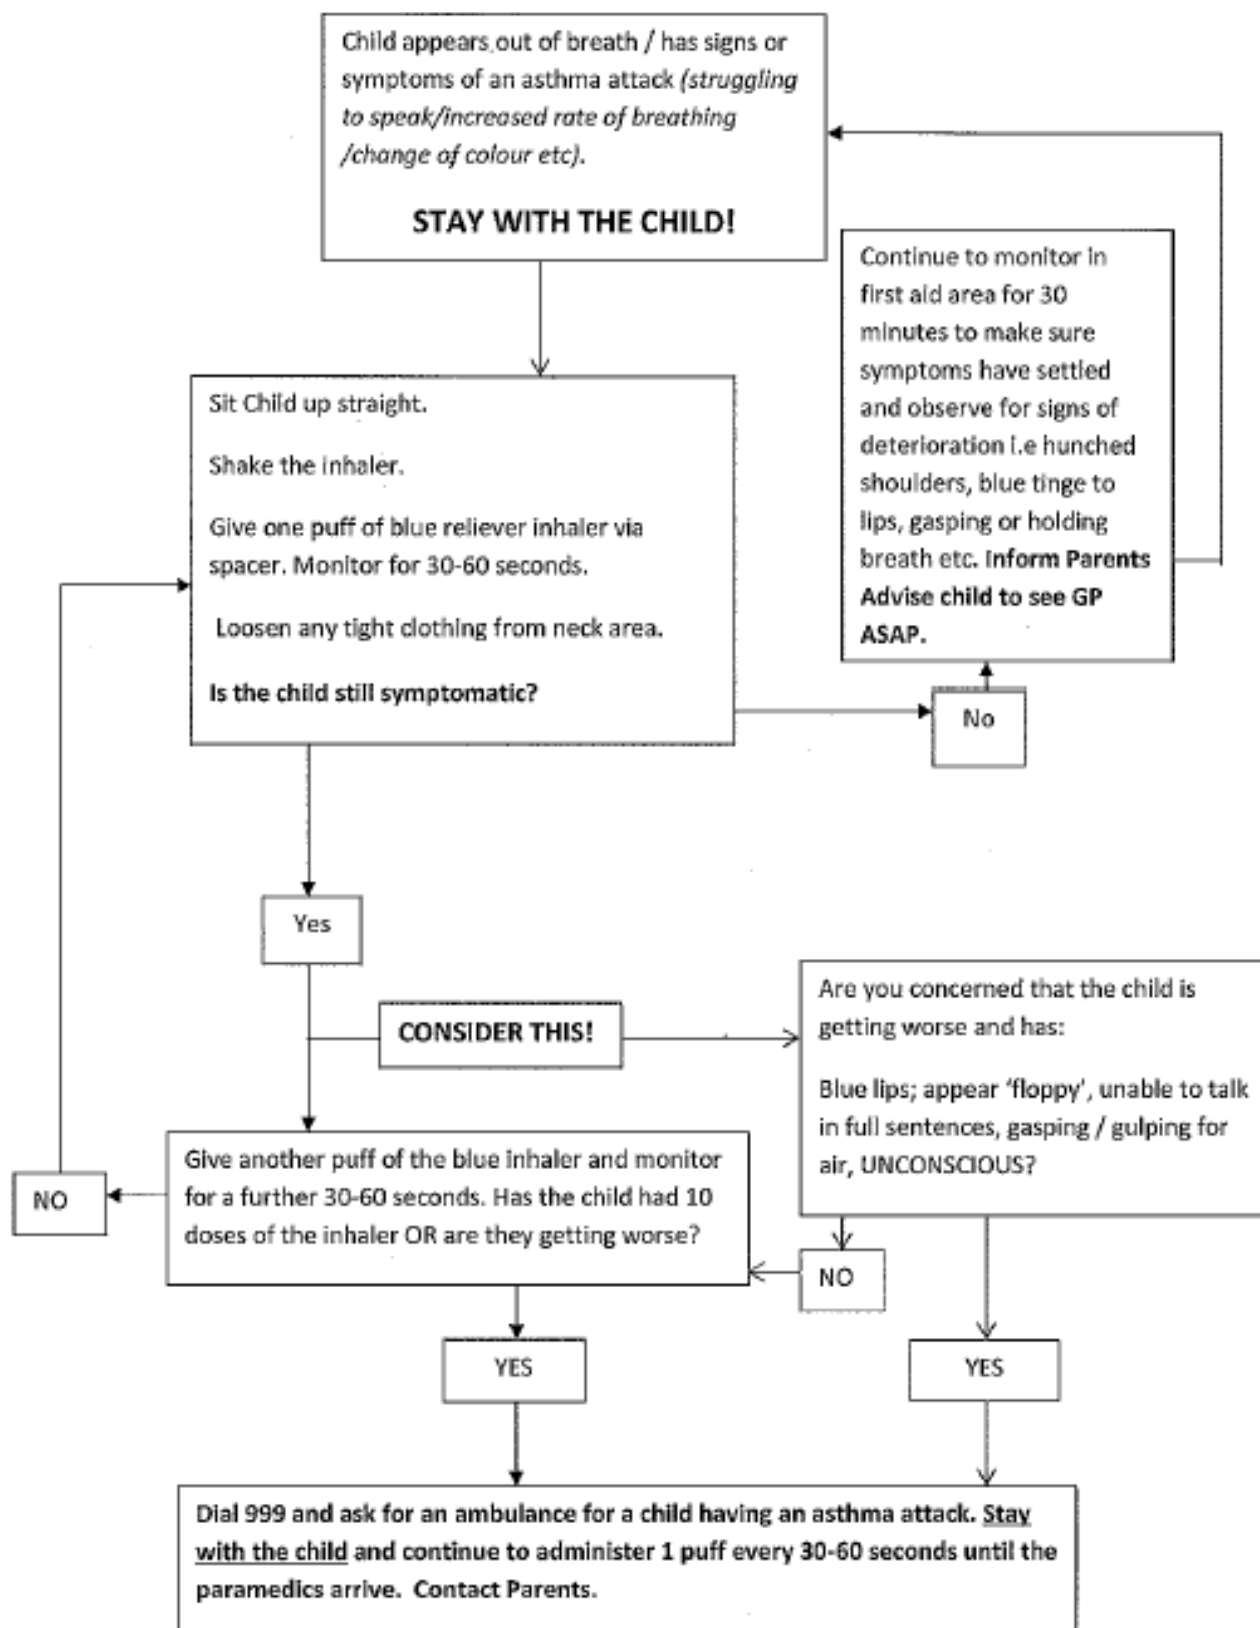 Child appears out of breath / has signs or
symptoms of an asthma attack (struggling
to speak/increased rate of breathing
/change of colour etc).
STAY WITH THE CHILD!
Continue to monitor in
first aid area for 30
minutes to make sure
symptoms have settled
and observe for signs of
deterioration i.e hunched
shoulders, blue tinge to
lips, gasping or holding
breath etc. Inform Parents
Advise child to see GP
ASAP.
Sit Child up straight.
Shake the inhaler.
Give one puff of blue reliever inhaler via
spacer. Monitor for 30-60 seconds.
Loosen any tight clothing from neck area.
Is the child still symptomatic?
No
Yes
CONSIDER THIS!
Are you concerned that the child is
getting worse and has:
Blue lips; appear ‘floppy’, unable to talk
in full sentences, gasping / gulping for
air, UNCONSCIOUS?
Give another puff of the blue inhaler and monitor
for a further 30-60 seconds. Has the child had 10
doses of the inhaler OR are they getting worse?
NO
NO
YES
YES
Dial 999 and ask for an ambulance for a child having an asthma attack. Stay
with the child and continue to administer 1 puff every 30-60 seconds until the
paramedics arrive.  Contact Parents.